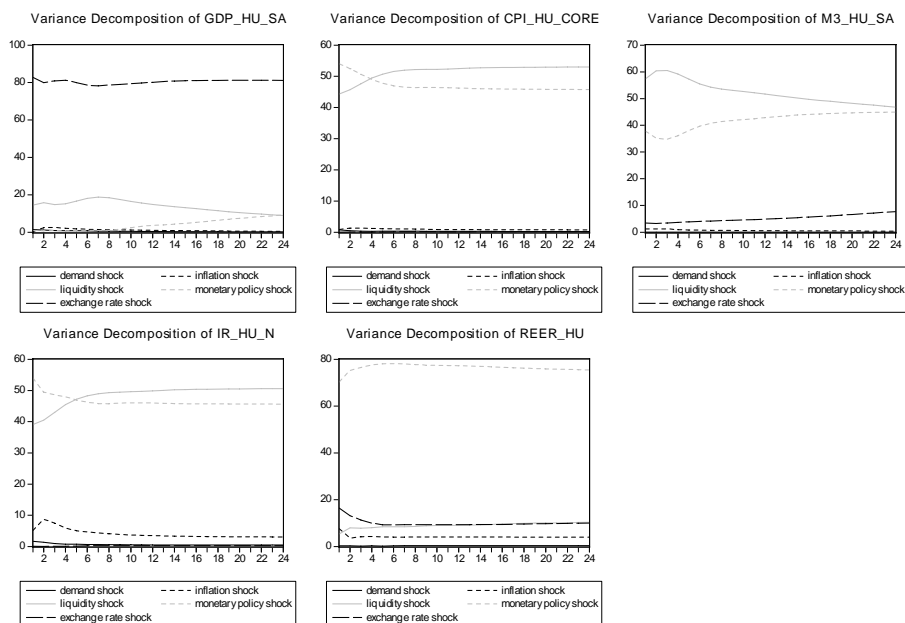 Variance Decomposition of GDP_HU_SA
100
80
60
40
20
0
2 4 6 8 10 12 14 16 18 20 22 24
demand shock inflation shock
liquidity shock monetary policy shock
exchange rate shock
Variance Decomposition of CPI_HU_CORE
60
50
40
30
20
10
0
2 4 6 8 10 12 14 16 18 20 22 24
demand shock inflation shock
liquidity shock monetary policy shock
exchange rate shock
Variance Decomposition of M3_HU_SA
70
60
50
40
30
20
10
0
2 4 6 8 10 12 14 16 18 20 22 24
demand shock inflation shock
liquidity shock monetary policy shock
exchange rate shock
Variance Decomposition of IR_HU_N
60
50
40
30
20
10
0
2 4 6 8 10 12 14 16 18 20 22 24
demand shock inflation shock
liquidity shock monetary policy shock
exchange rate shock
Variance Decomposition of REER_HU
80
60
40
20
0
2 4 6 8 10 12 14 16 18 20 22 24
demand shock inflation shock
liquidity shock monetary policy shock
exchange rate shock